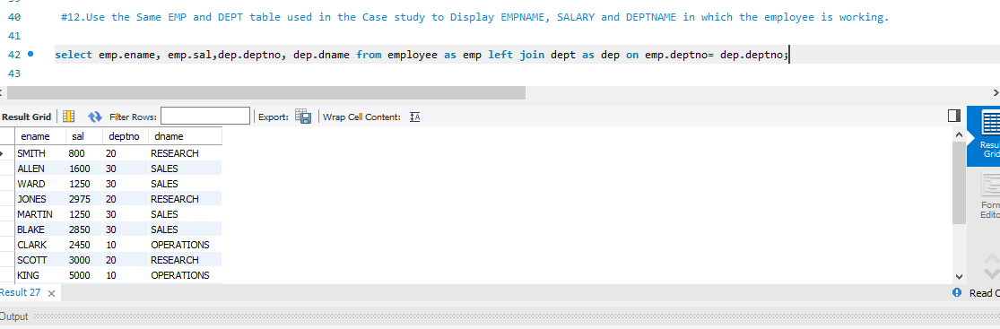 40 #12.Use the Same EMP and DEPT table used in the Case study to Display EMPNAME, SALARY and DEPTNAME in which the employee is working.
41
42 select emp.ename, emp.sal,dep.deptno, dep.dname from employee as emp left join dept as dep on emp.deptno= dep.deptno;
43
Result Grid Filter Rows: Export: Wrap Cell Content: IA
ename sal deptno dname
SMITH 800 20 RESEARCH
ALLEN 1600 30 SALES
WARD 1250 30 SALES
JONES 2975 20 RESEARCH
MARTIN 1250 30 SALES
BLAKE 2850 30 SALES
CLARK 2450 10 OPERATIONS
SCOTT 3000 20 RESEARCH
KING 5000 10 OPERATIONS
Resu
Grid
Form
Edito
Result 27 Read O
Output